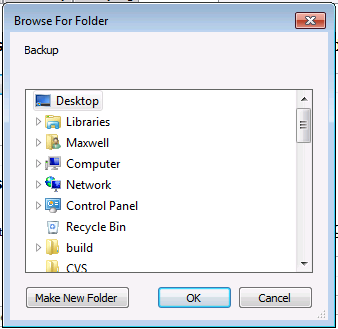 Browse For Folder
Backup
Desktop
Libraries
Maxwell
Computer
Network
Control Panel
Recycle Bin
build
CVS
Make New Folder
OK
Cancel